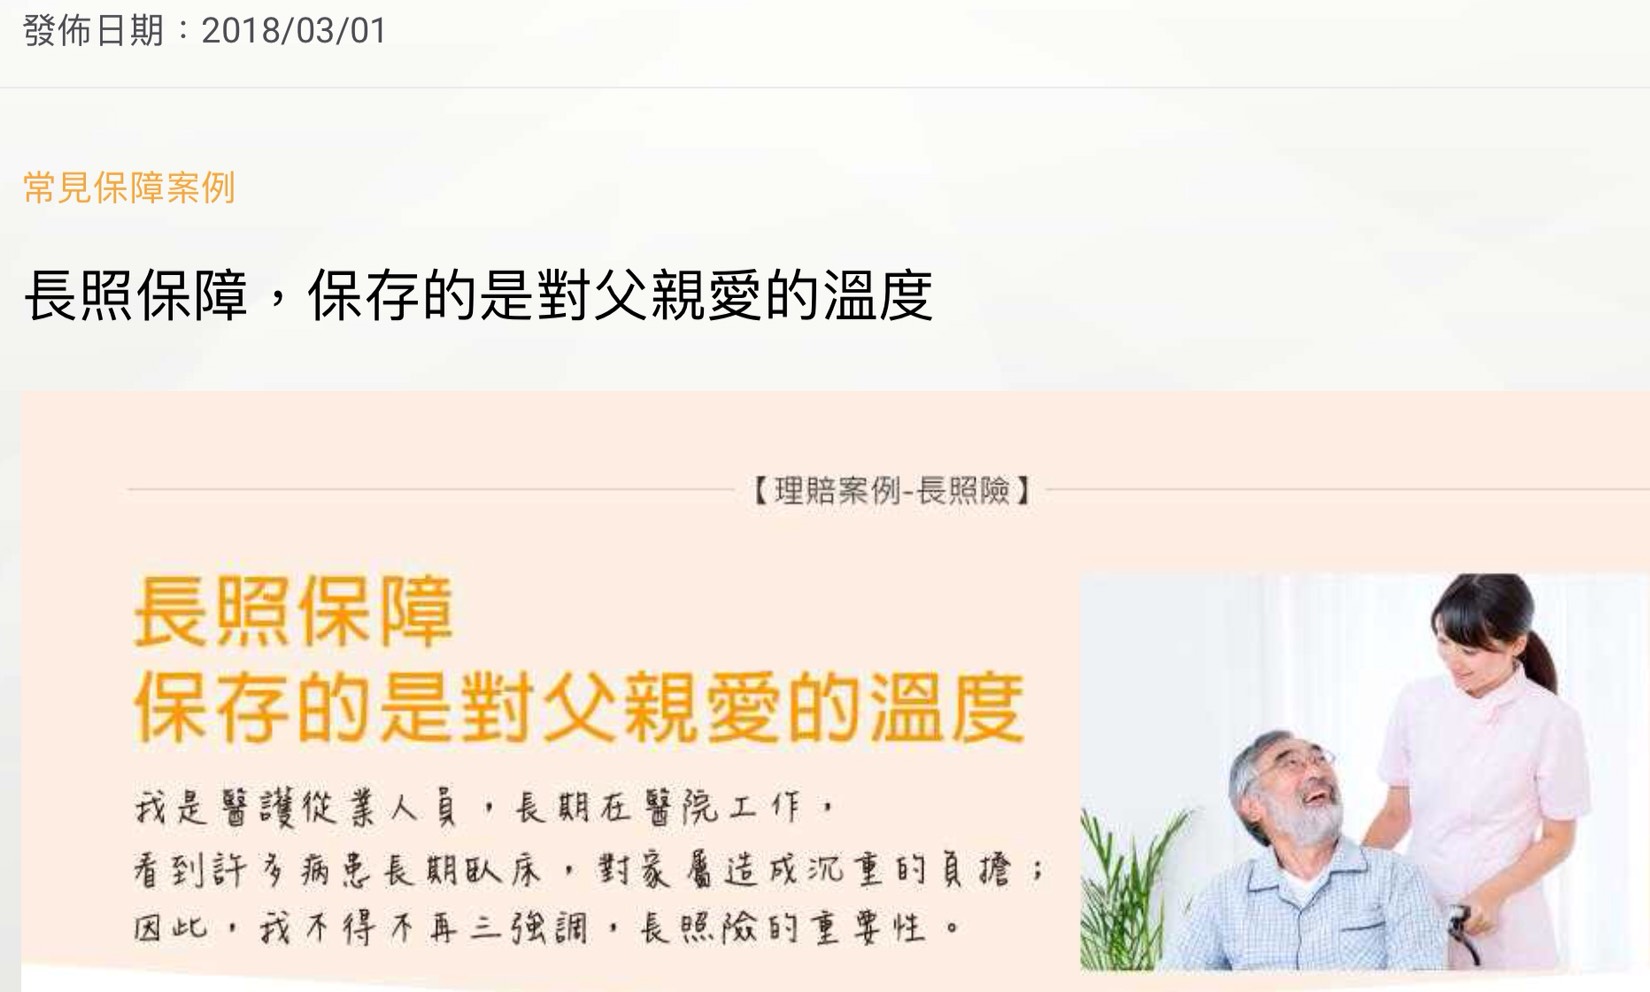 發佈日期：2018/03/01
常見保障案例
長照保障，保存的是對父親愛的溫度
【理賠案例-長照險】
長照保障
保存的是對父親愛的溫度
我是醫護從業人員，長期在醫院工作，
看到許多病患長期臥床，對家屬造成沉重的負擔；
因此，我不得不再三強調，長照險的重要性。